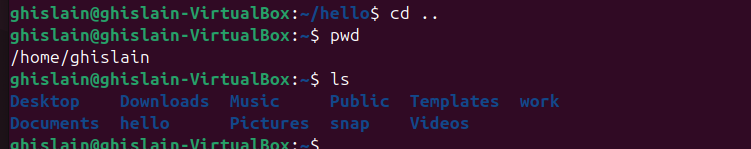 ghislain@ghislain-VirtualBox:~/hello$ cd ..
ghislain@ghislain-VirtualBox:~$ pwd
/home/ghislain
ghislain@ghislain-VirtualBox:~$ ls
Desktop    Downloads  Music     Public  Templates  work
Documents  hello      Pictures  snap    Videos
ghislain@ghislain-VirtualBox:~$